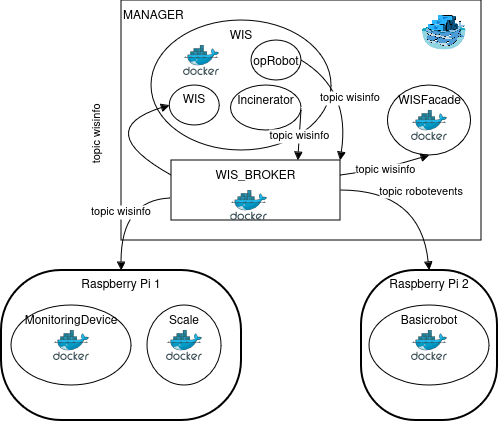 MANAGER
WIS
docker
opRobot
WIS
Incinerator
topic wisinfo
topic wisinfo
topic wisinfo
WISFacade
docker
WIS_BROKER
docker
topic wisinfo
topic robotevents
topic wisinfo
Raspberry Pi 1
MonitoringDevice
docker
Scale
docker
Raspberry Pi 2
Basicrobot
docker